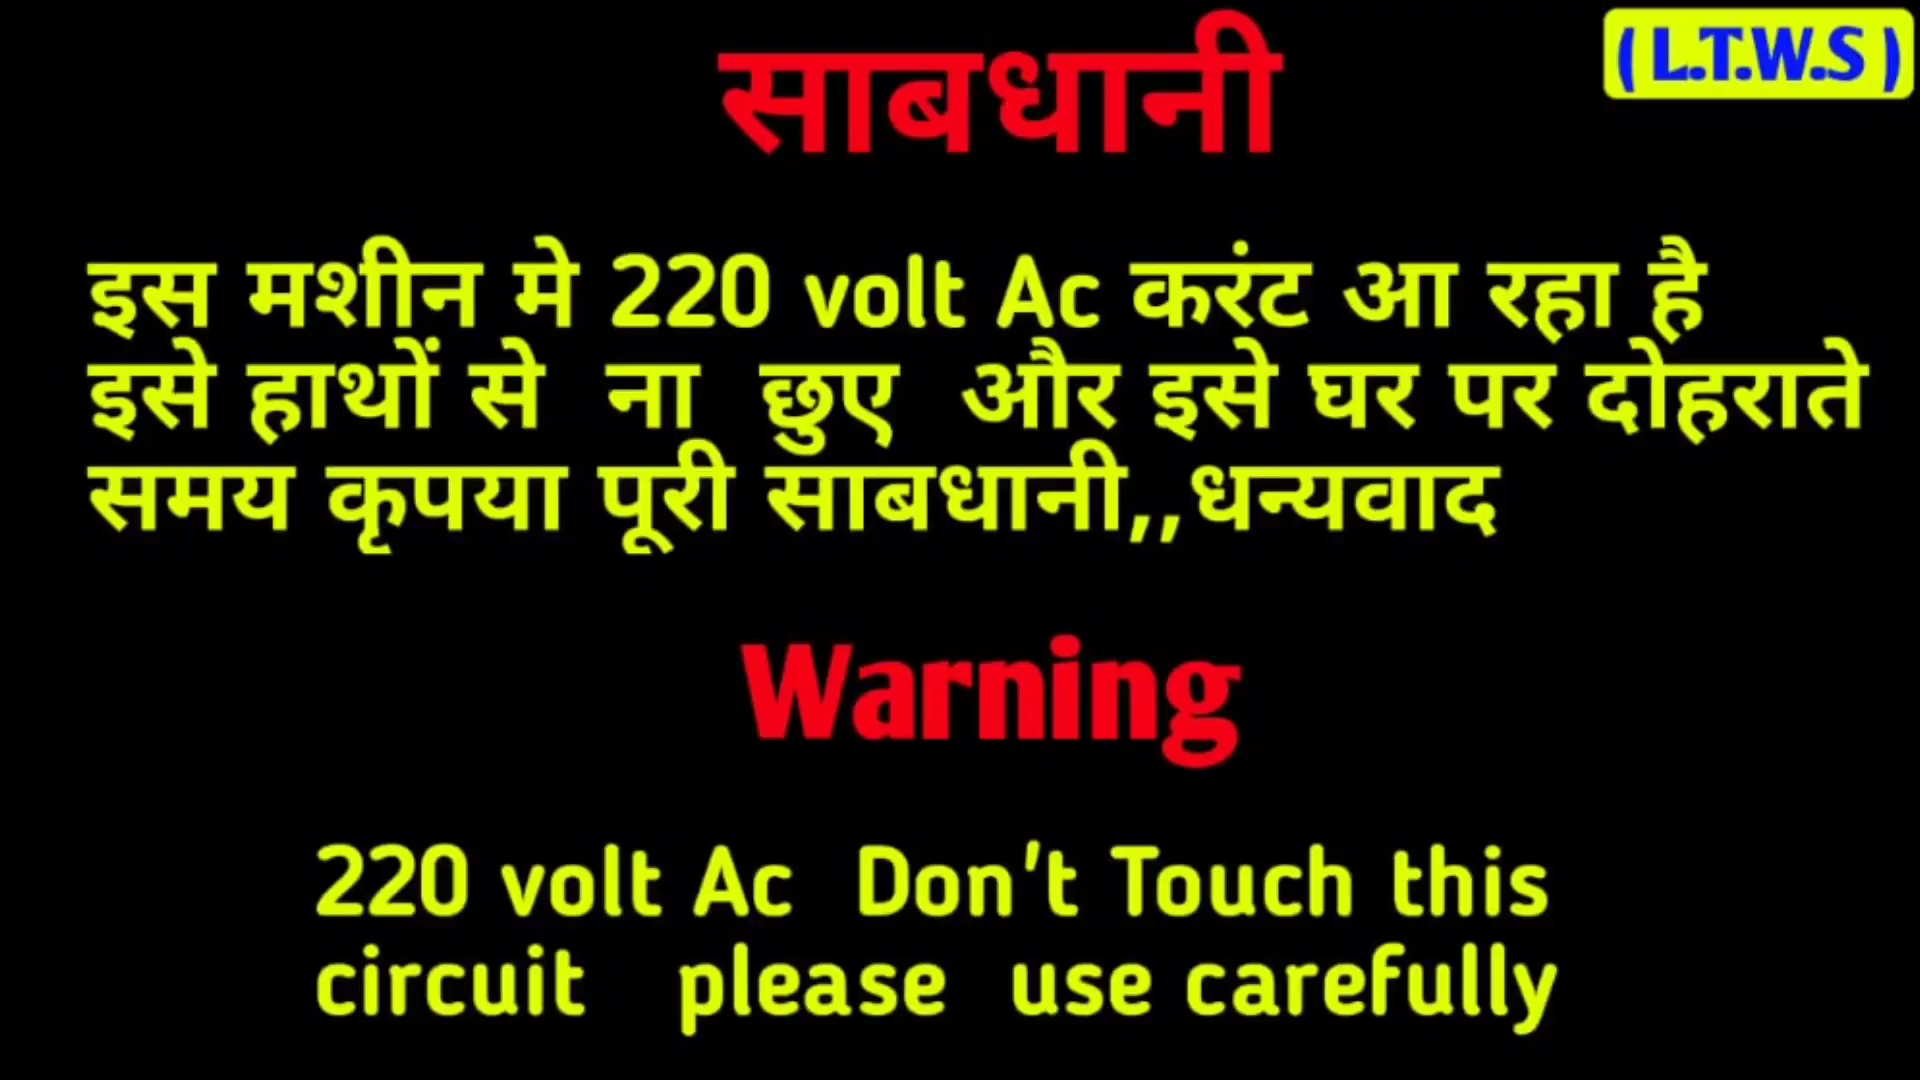 साबधानी
( L.T.W.S )
इस मशीन मे 220 volt Ac करंट आ रहा है
इसे हाथों से ना छुए और इसे घर पर दोहराते
समय कृपया पूरी साबधानी,,धन्यवाद
Warning
220 volt Ac Don't Touch this
circuit please use carefully